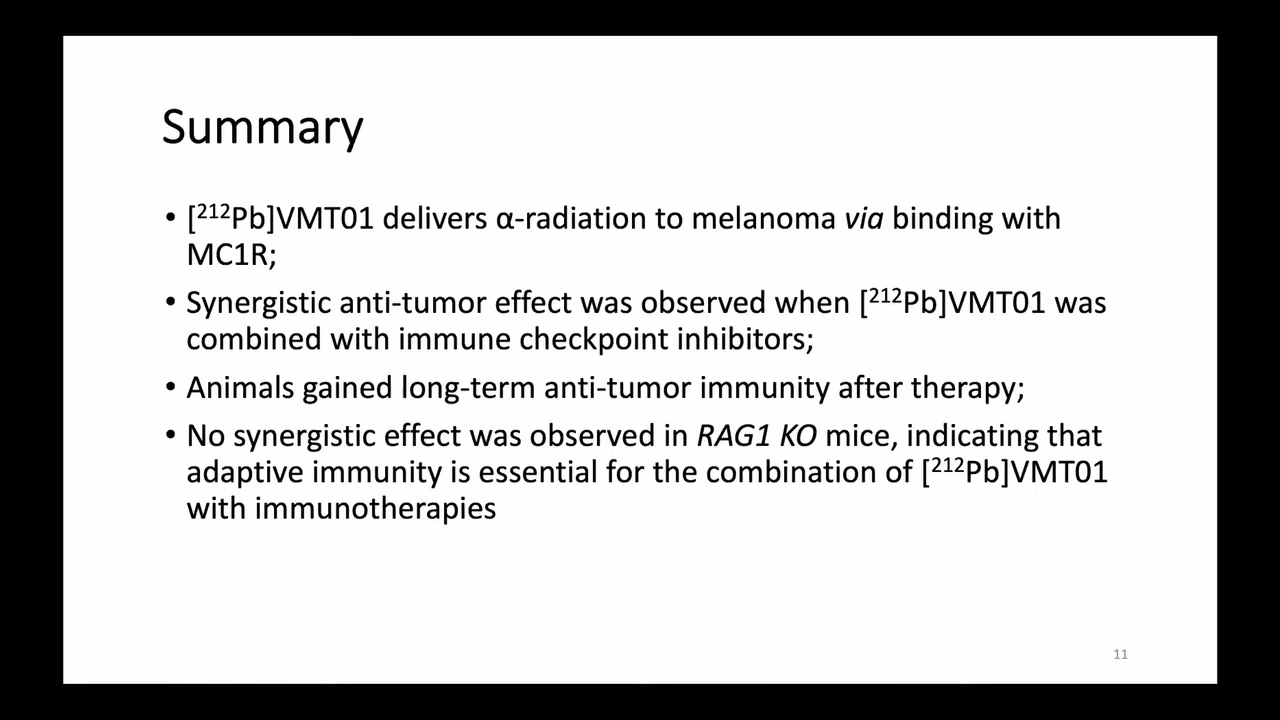 Summary
• [²¹²Pb]VMT01 delivers α-radiation to melanoma via binding with
MC1R;
• Synergistic anti-tumor effect was observed when [²¹²Pb]VMT01 was
combined with immune checkpoint inhibitors;
• Animals gained long-term anti-tumor immunity after therapy;
• No synergistic effect was observed in RAG1 KO mice, indicating that
adaptive immunity is essential for the combination of [²¹²Pb]VMT01
with immunotherapies
11